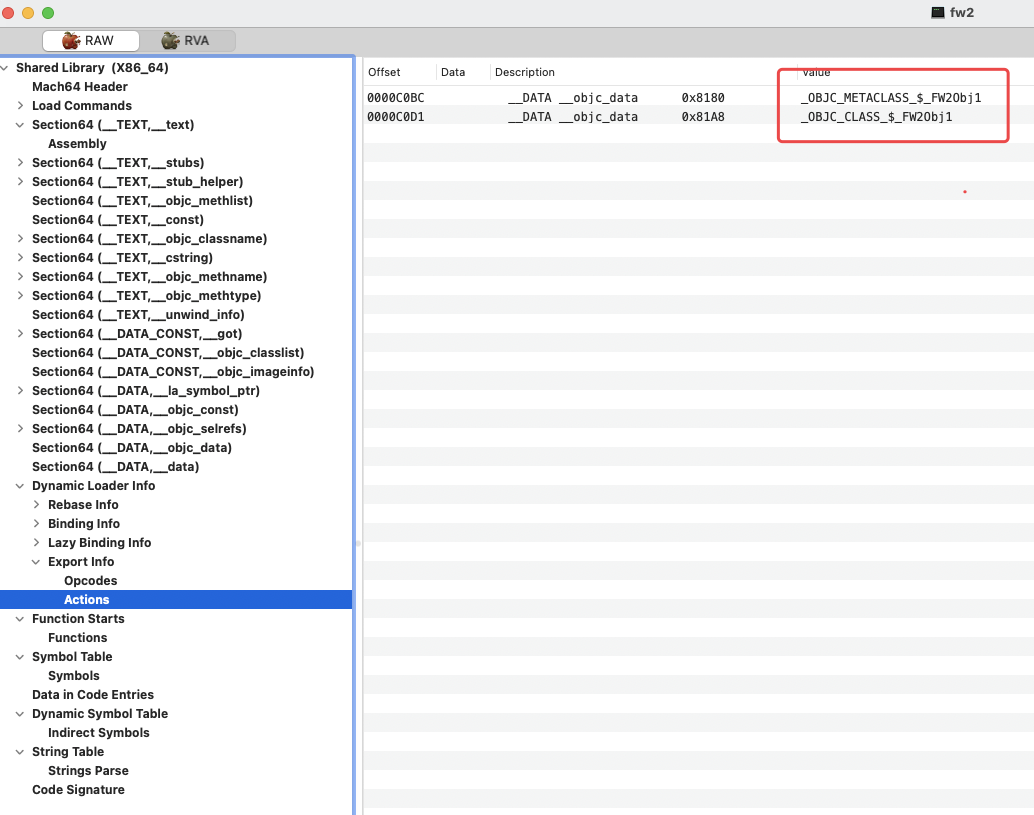 fw2
RAW
RVA
Shared Library (X86_64)
Mach64 Header
Load Commands
Section64 (__TEXT,__text)
Assembly
Section64 (__TEXT,__stubs)
Section64 (__TEXT,__stub_helper)
Section64 (__TEXT,__objc_methlist)
Section64 (__TEXT,__const)
Section64 (__TEXT,__objc_classname)
Section64 (__TEXT,__cstring)
Section64 (__TEXT,__objc_methname)
Section64 (__TEXT,__objc_methtype)
Section64 (__TEXT,__unwind_info)
Section64 (__DATA_CONST,__got)
Section64 (__DATA_CONST,__objc_classlist)
Section64 (__DATA_CONST,__objc_imageinfo)
Section64 (__DATA,__la_symbol_ptr)
Section64 (__DATA,__objc_const)
Section64 (__DATA,__objc_selrefs)
Section64 (__DATA,__objc_data)
Section64 (__DATA,__data)
Dynamic Loader Info
Rebase Info
Binding Info
Lazy Binding Info
Export Info
Opcodes
Actions
Function Starts
Functions
Symbol Table
Symbols
Data in Code Entries
Dynamic Symbol Table
Indirect Symbols
String Table
Strings Parse
Code Signature
Offset Data Description Value
0000C0BC __DATA __objc_data 0x8180 _OBJC_METACLASS_$_FW2Obj1
0000C0D1 __DATA __objc_data 0x81A8 _OBJC_CLASS_$_FW2Obj1